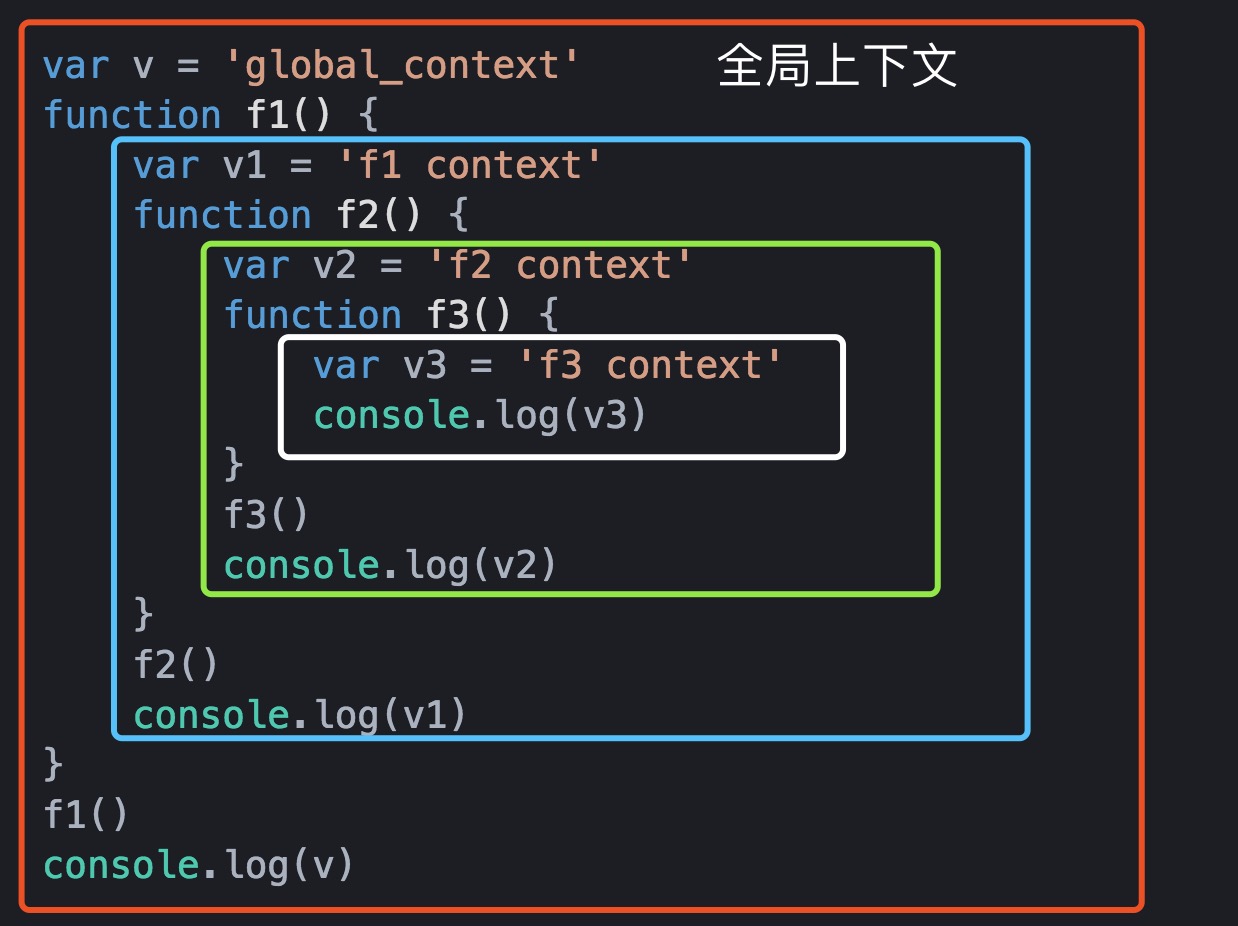 var v = 'global_context' 全局上下文
function f1() {
var v1 = 'f1 context'
function f2() {
var v2 = 'f2 context'
function f3() {
var v3 = 'f3 context'
console.log(v3)
}
f3()
console.log(v2)
}
f2()
console.log(v1)
}
f1()
console.log(v)